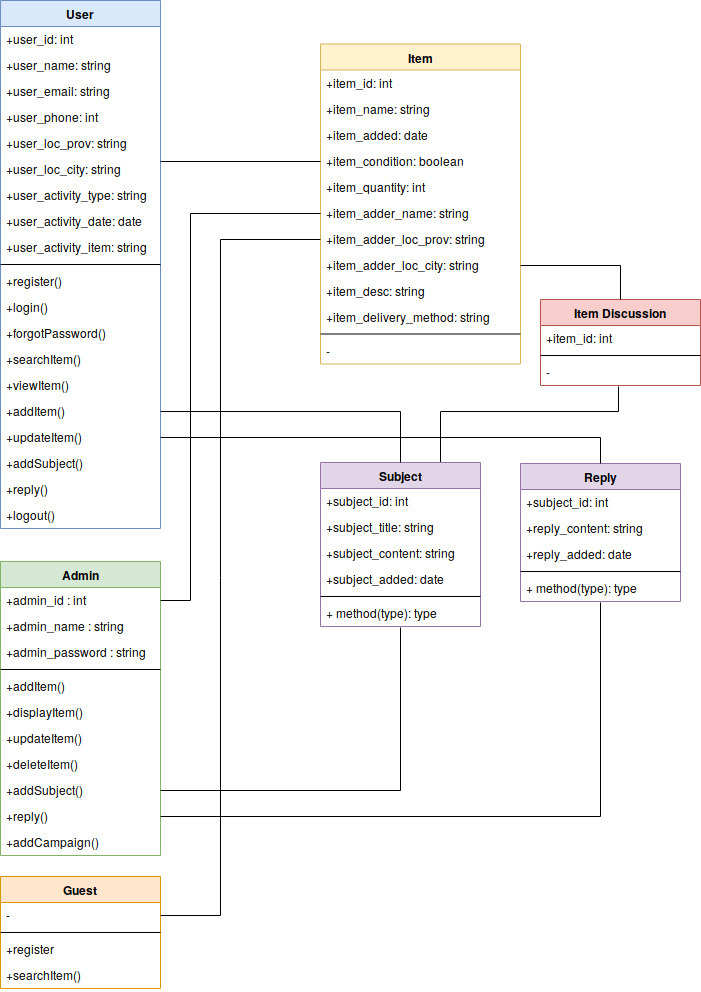 User
+user_id: int
+user_name: string
+user_email: string
+user_phone: int
+user_loc_prov: string
+user_loc_city: string
+user_activity_type: string
+user_activity_date: date
+user_activity_item: string
+register()
+login()
+forgotPassword()
+searchItem()
+viewItem()
+addItem()
+updateItem()
+addSubject()
+reply()
+logout()
Item
+item_id: int
+item_name: string
+item_added: date
+item_condition: boolean
+item_quantity: int
+item_adder_name: string
+item_adder_loc_prov: string
+item_adder_loc_city: string
+item_desc: string
+item_delivery_method: string
-
Item Discussion
+item_id: int
-
Subject
+subject_id: int
+subject_title: string
+subject_content: string
+subject_added: date
+ method(type): type
Reply
+subject_id: int
+reply_content: string
+reply_added: date
+ method(type): type
Admin
+admin_id : int
+admin_name : string
+admin_password : string
+addItem()
+displayItem()
+updateItem()
+deleteItem()
+addSubject()
+reply()
+addCampaign()
Guest
-
+register
+searchItem()